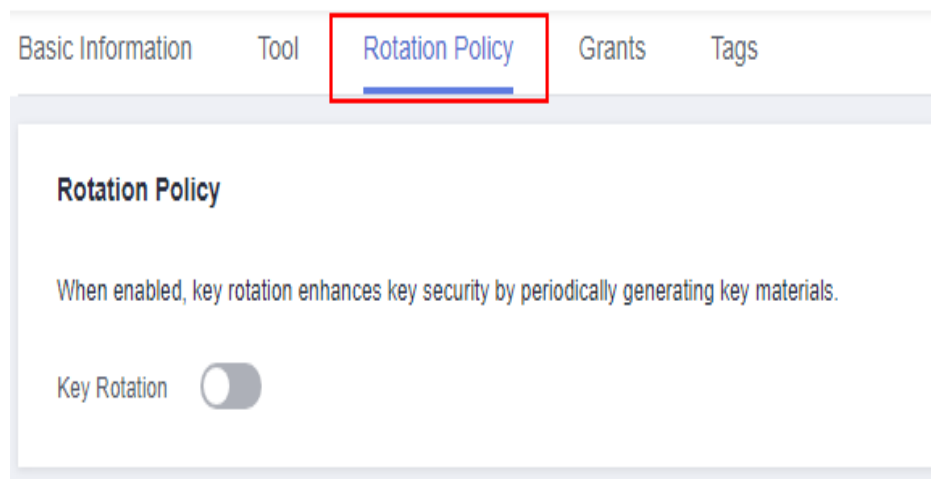 Basic Information Tool Rotation Policy Grants Tags
Rotation Policy
When enabled, key rotation enhances key security by periodically generating key materials.
Key Rotation